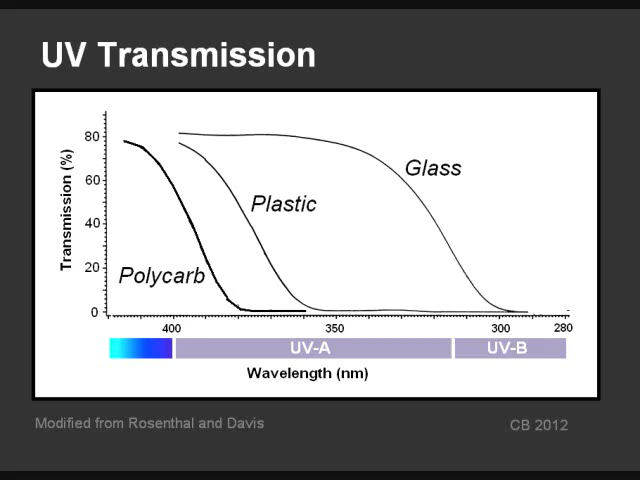 UV Transmission
Transmission (%)
80
60
40
20
0
Glass
Plastic
Polycarb
400
350
300
280
UV-A
UV-B
Wavelength (nm)
Modified from Rosenthal and Davis
CB 2012